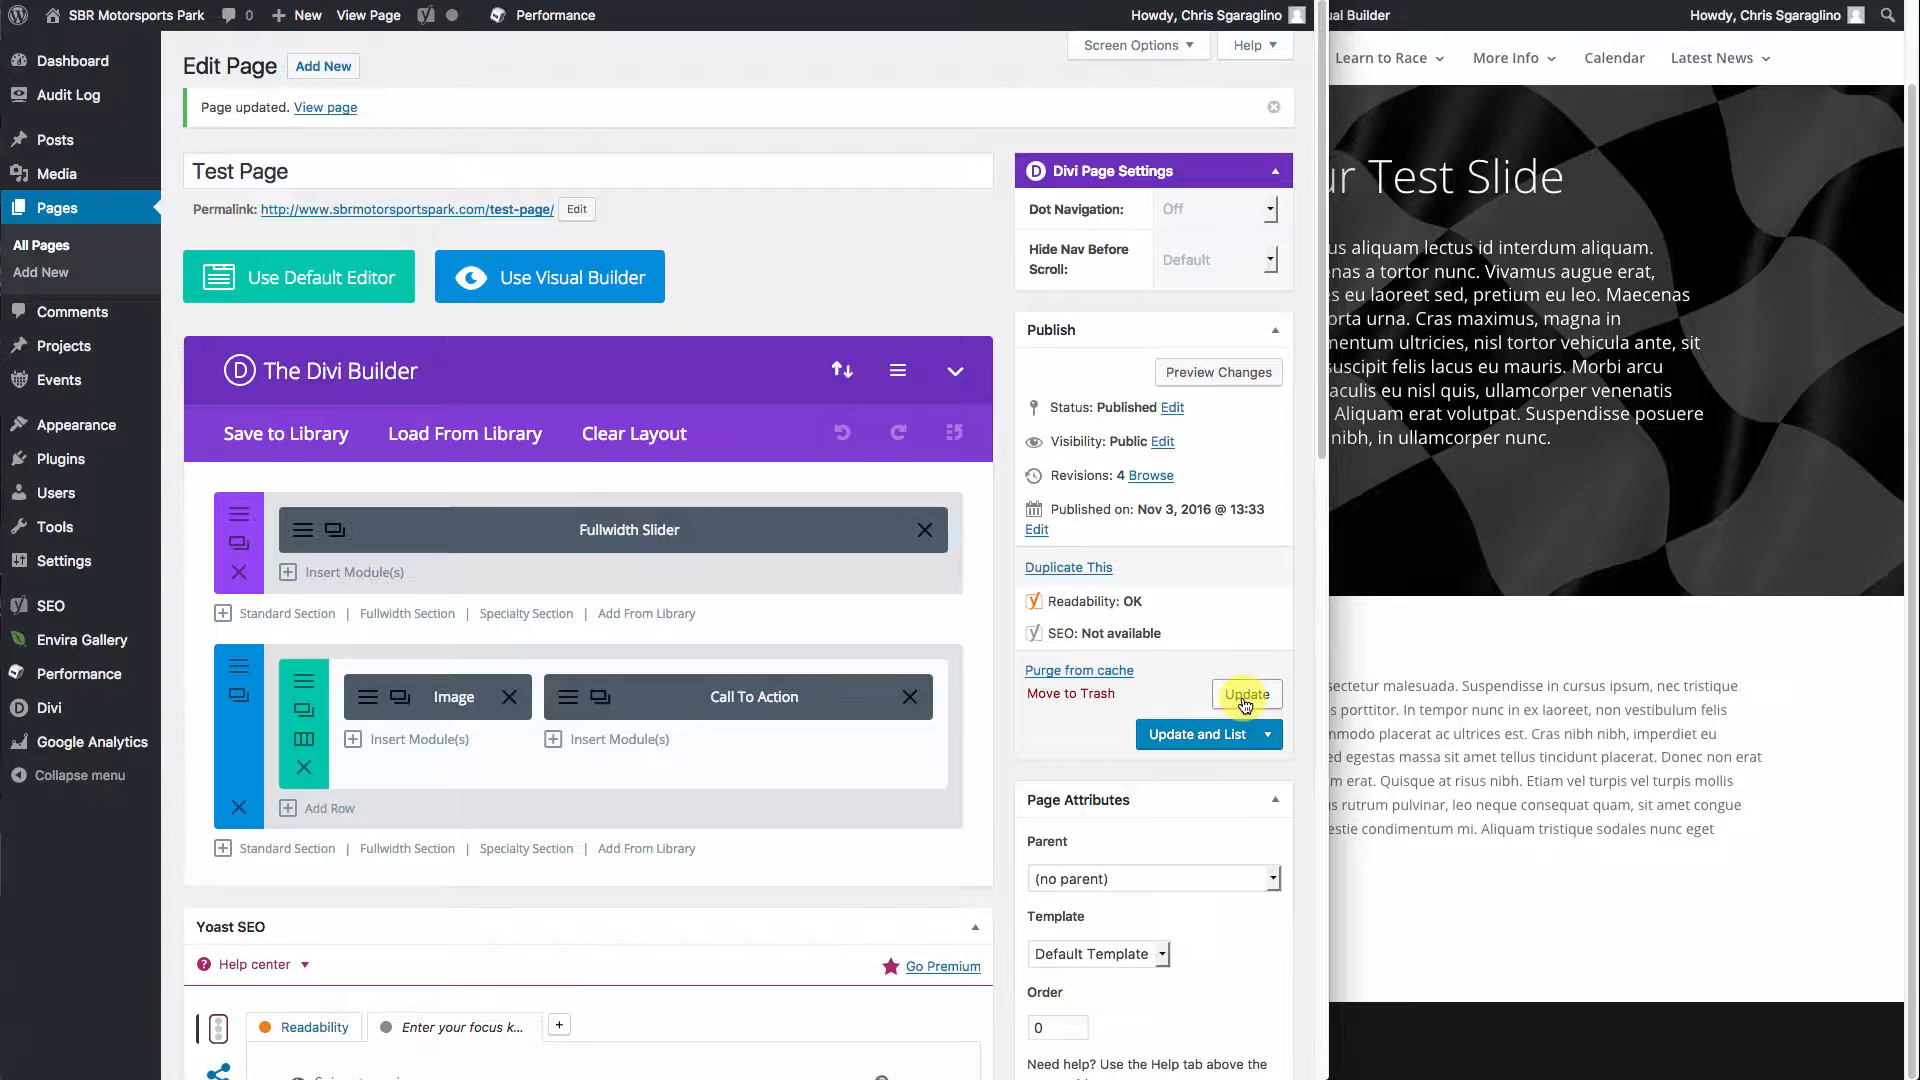 SBR Motorsports Park
0
New
View Page
Performance
Howdy, Chris Sgaraglino
Dashboard
Audit Log
Posts
Media
Pages
All Pages
Add New
Comments
Projects
Events
Appearance
Plugins
Users
Tools
Settings
SEO
Envira Gallery
Performance
Divi
Google Analytics
Collapse menu
Screen Options
Help
Edit Page
Add New
Page updated. View page
Test Page
Permalink: http://www.sbrmotorsportspark.com/test-page/
Edit
Use Default Editor
Use Visual Builder
The Divi Builder
Save to Library
Load From Library
Clear Layout
Fullwidth Slider
Insert Module(s)
Standard Section | Fullwidth Section | Specialty Section | Add From Library
Image
Call To Action
Insert Module(s)
Insert Module(s)
Add Row
Standard Section | Fullwidth Section | Specialty Section | Add From Library
Yoast SEO
Help center
Go Premium
Readability
Enter your focus k...
+
Divi Page Settings
Dot Navigation:
Off
Hide Nav Before
Scroll:
Default
Publish
Preview Changes
Status: Published Edit
Visibility: Public Edit
Revisions: 4 Browse
Published on: Nov 3, 2016 @ 13:33
Edit
Duplicate This
Readability: OK
SEO: Not available
Purge from cache
Move to Trash
Update
Update and List
Page Attributes
Parent
(no parent)
Template
Default Template
Order
0
Need help? Use the Help tab above the
ual Builder
Howdy, Chris Sgaraglino
Learn to Race
More Info
Calendar
Latest News
ur Test Slide
us aliquam lectus id interdum aliquam.
enas a tortor nunc. Vivamus augue erat,
s eu laoreet sed, pretium eu leo. Maecenas
orta urna. Cras maximus, magna in
mentum ultricies, nisl tortor vehicula ante, sit
suscipit felis lacus eu mauris. Morbi arcu
aculis eu nisl quis, ullamcorper venenatis
Aliquam erat volutpat. Suspendisse posuere
nibh, in ullamcorper nunc.
sectetur malesuada. Suspendisse in cursus ipsum, nec tristique
s porttitor. In tempor nunc in ex laoreet, non vestibulum felis
mmodo placerat ac ultrices est. Cras nibh nibh, imperdiet eu
ed egestas massa sit amet tellus tincidunt placerat. Donec non erat
m erat. Quisque at risus nibh. Etiam vel turpis vel turpis mollis
s rutrum pulvinar, leo neque consequat quam, sit amet congue
estie condimentum mi. Aliquam tristique sodales nunc eget